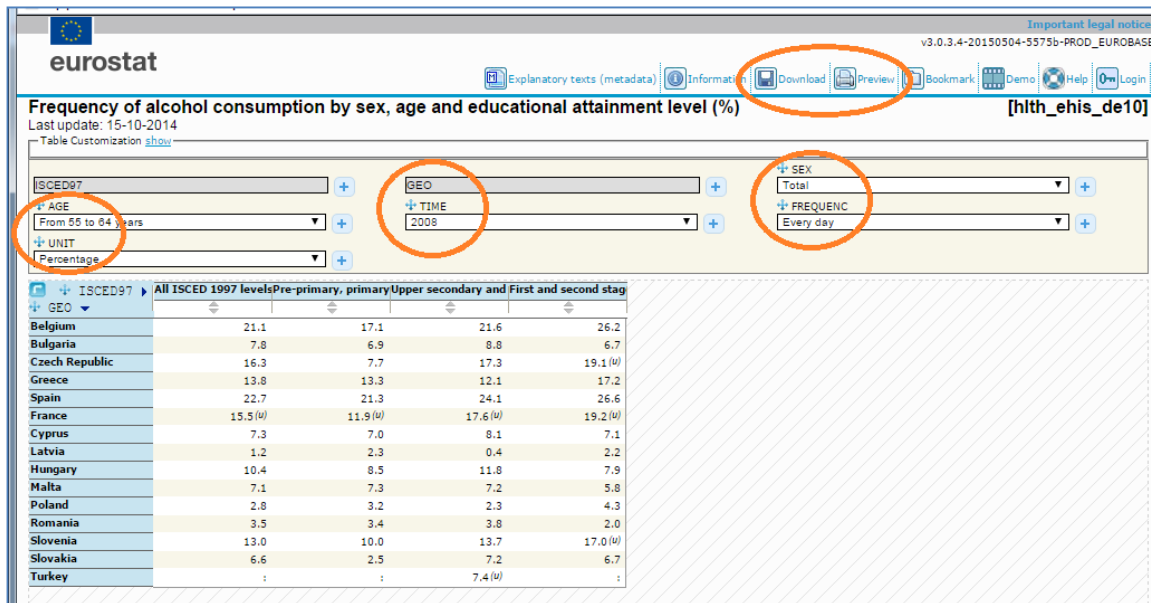 Important legal notice
v3.0.3.4-20150504-5575b-PROD_EUROBASE
eurostat
Explanatory texts (metadata) Information Download Preview Bookmark Demo Help Login
Frequency of alcohol consumption by sex, age and educational attainment level (%) [hlth_ehis_de10]
Last update: 15-10-2014
Table Customization show
SEX
ISCED97 + GEO + Total +
AGE TIME FREQUENC
From 55 to 64 years + 2008 + Every day +
UNIT
Percentage +
ISCED97 All ISCED 1997 levels Pre-primary, primary Upper secondary and First and second stag
GEO
Belgium 21.1 17.1 21.6 26.2
Bulgaria 7.8 6.9 8.8 6.7
Czech Republic 16.3 7.7 17.3 19.1(u)
Greece 13.8 13.3 12.1 17.2
Spain 22.7 21.3 24.1 26.6
France 15.5(u) 11.9(u) 17.6(u) 19.2(u)
Cyprus 7.3 7.0 8.1 7.1
Latvia 1.2 2.3 0.4 2.2
Hungary 10.4 8.5 11.8 7.9
Malta 7.1 7.3 7.2 5.8
Poland 2.8 3.2 2.3 4.3
Romania 3.5 3.4 3.8 2.0
Slovenia 13.0 10.0 13.7 17.0(u)
Slovakia 6.6 2.5 7.2 6.7
Turkey : : 7.4(u) :